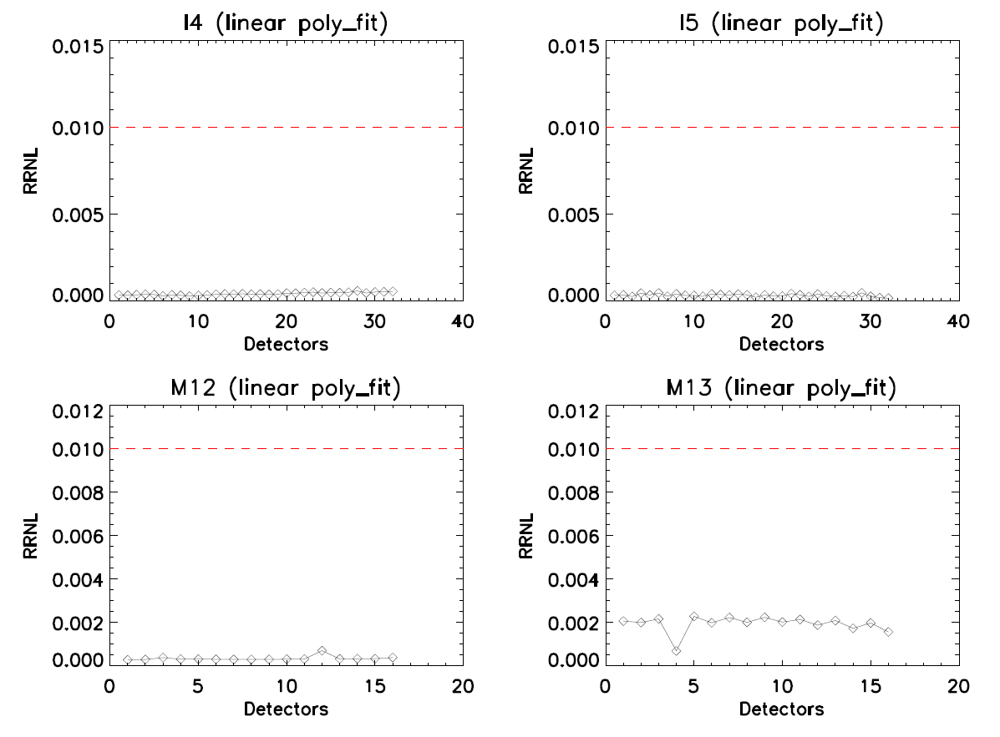 I4 (linear poly_fit)
0.015
0.010
0.005
0.000
RRNL
0 10 20 30 40
Detectors
I5 (linear poly_fit)
0.015
0.010
0.005
0.000
RRNL
0 10 20 30 40
Detectors
M12 (linear poly_fit)
0.012
0.010
0.008
0.006
0.004
0.002
0.000
RRNL
0 5 10 15 20
Detectors
M13 (linear poly_fit)
0.012
0.010
0.008
0.006
0.004
0.002
0.000
RRNL
0 5 10 15 20
Detectors